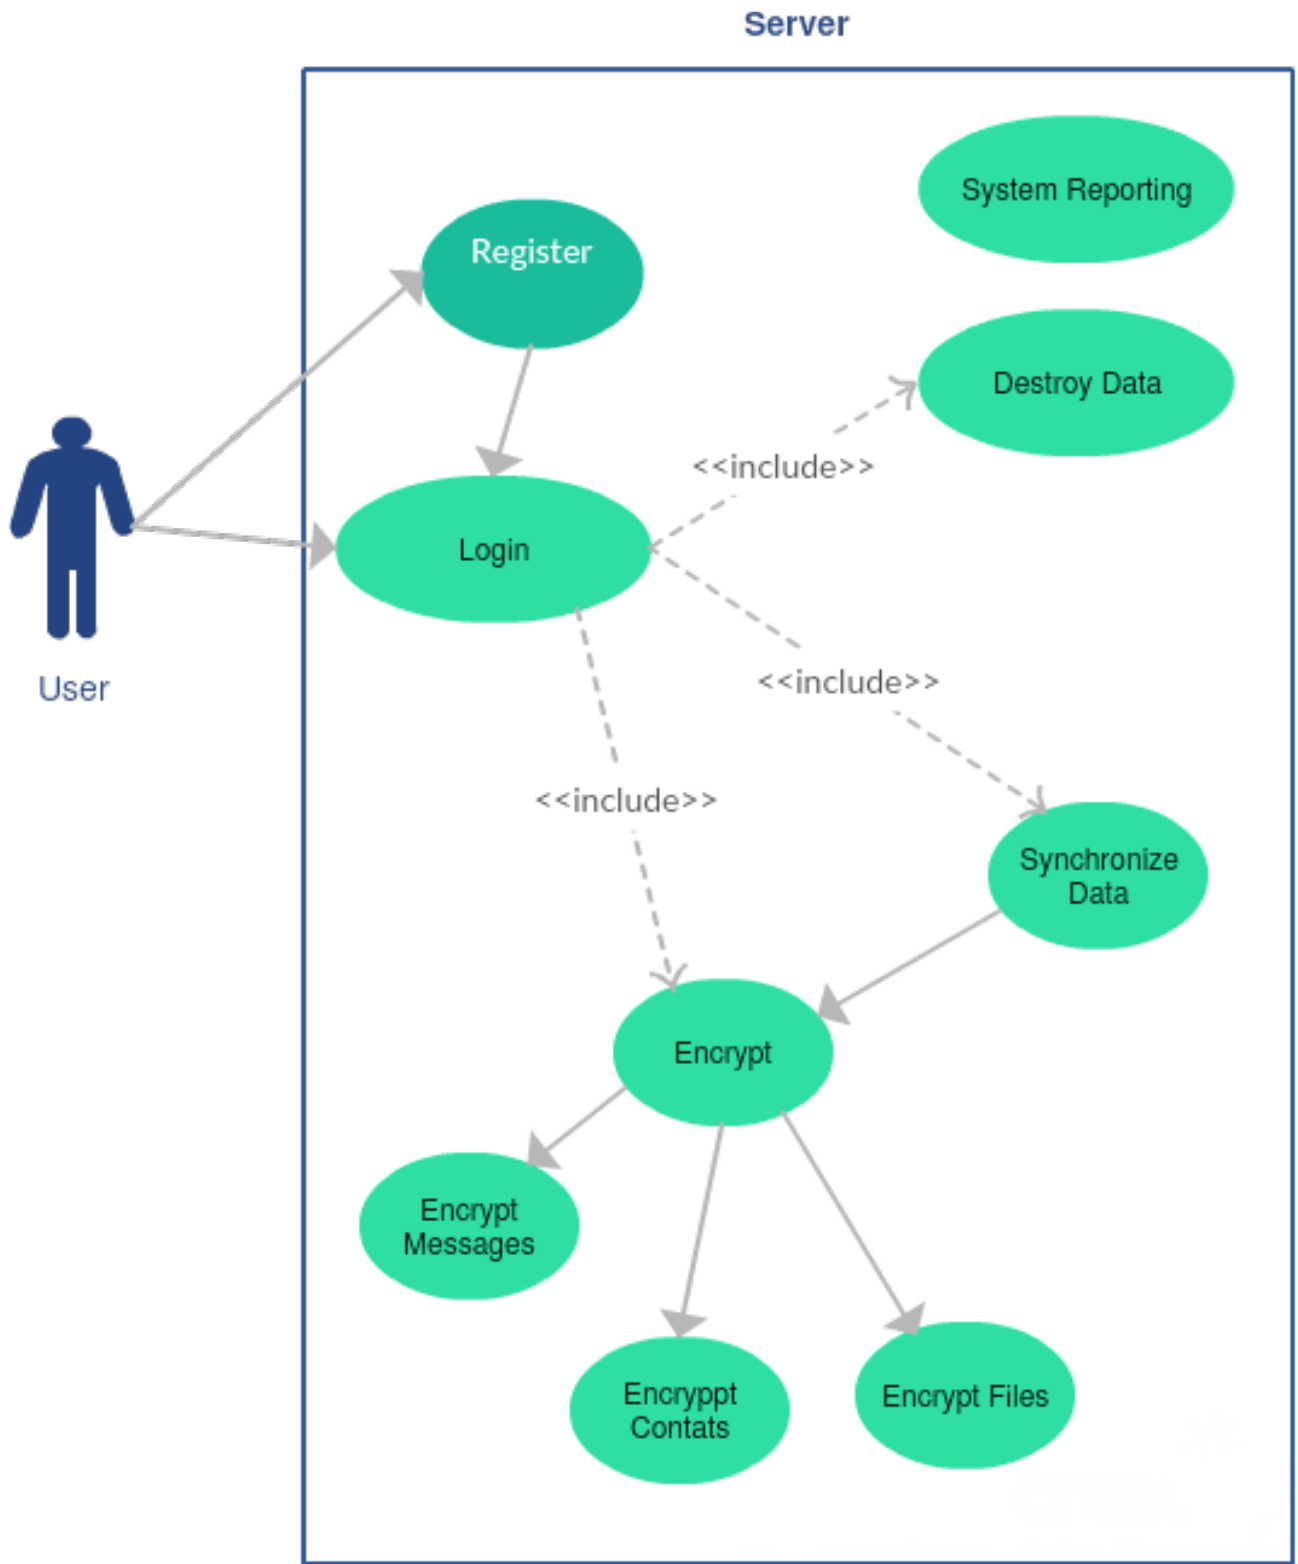 Server
System Reporting
Register
Destroy Data
<<include>>
Login
User
<<include>>
<<include>>
Synchronize
Data
Encrypt
Encrypt
Messages
Encryppt
Contats
Encrypt Files